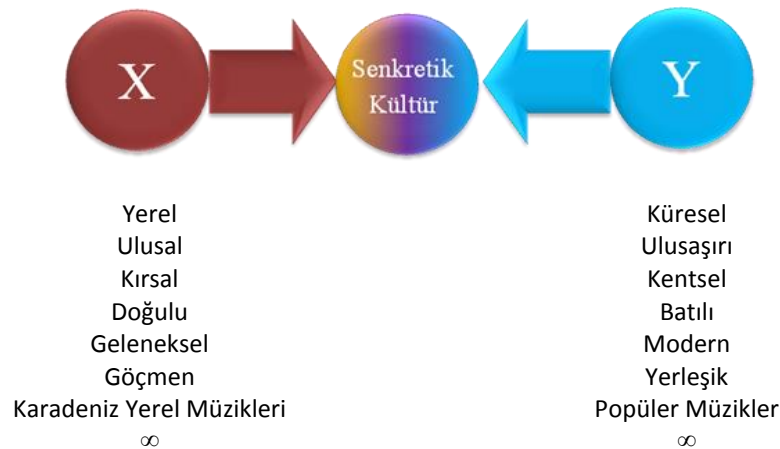 X
Senkretik
Kültür
Y
Yerel
Küresel
Ulusal
Ulusaşırı
Kırsal
Kentsel
Doğulu
Batılı
Geleneksel
Modern
Göçmen
Yerleşik
Karadeniz Yerel Müzikleri
Popüler Müzikler
∞
∞